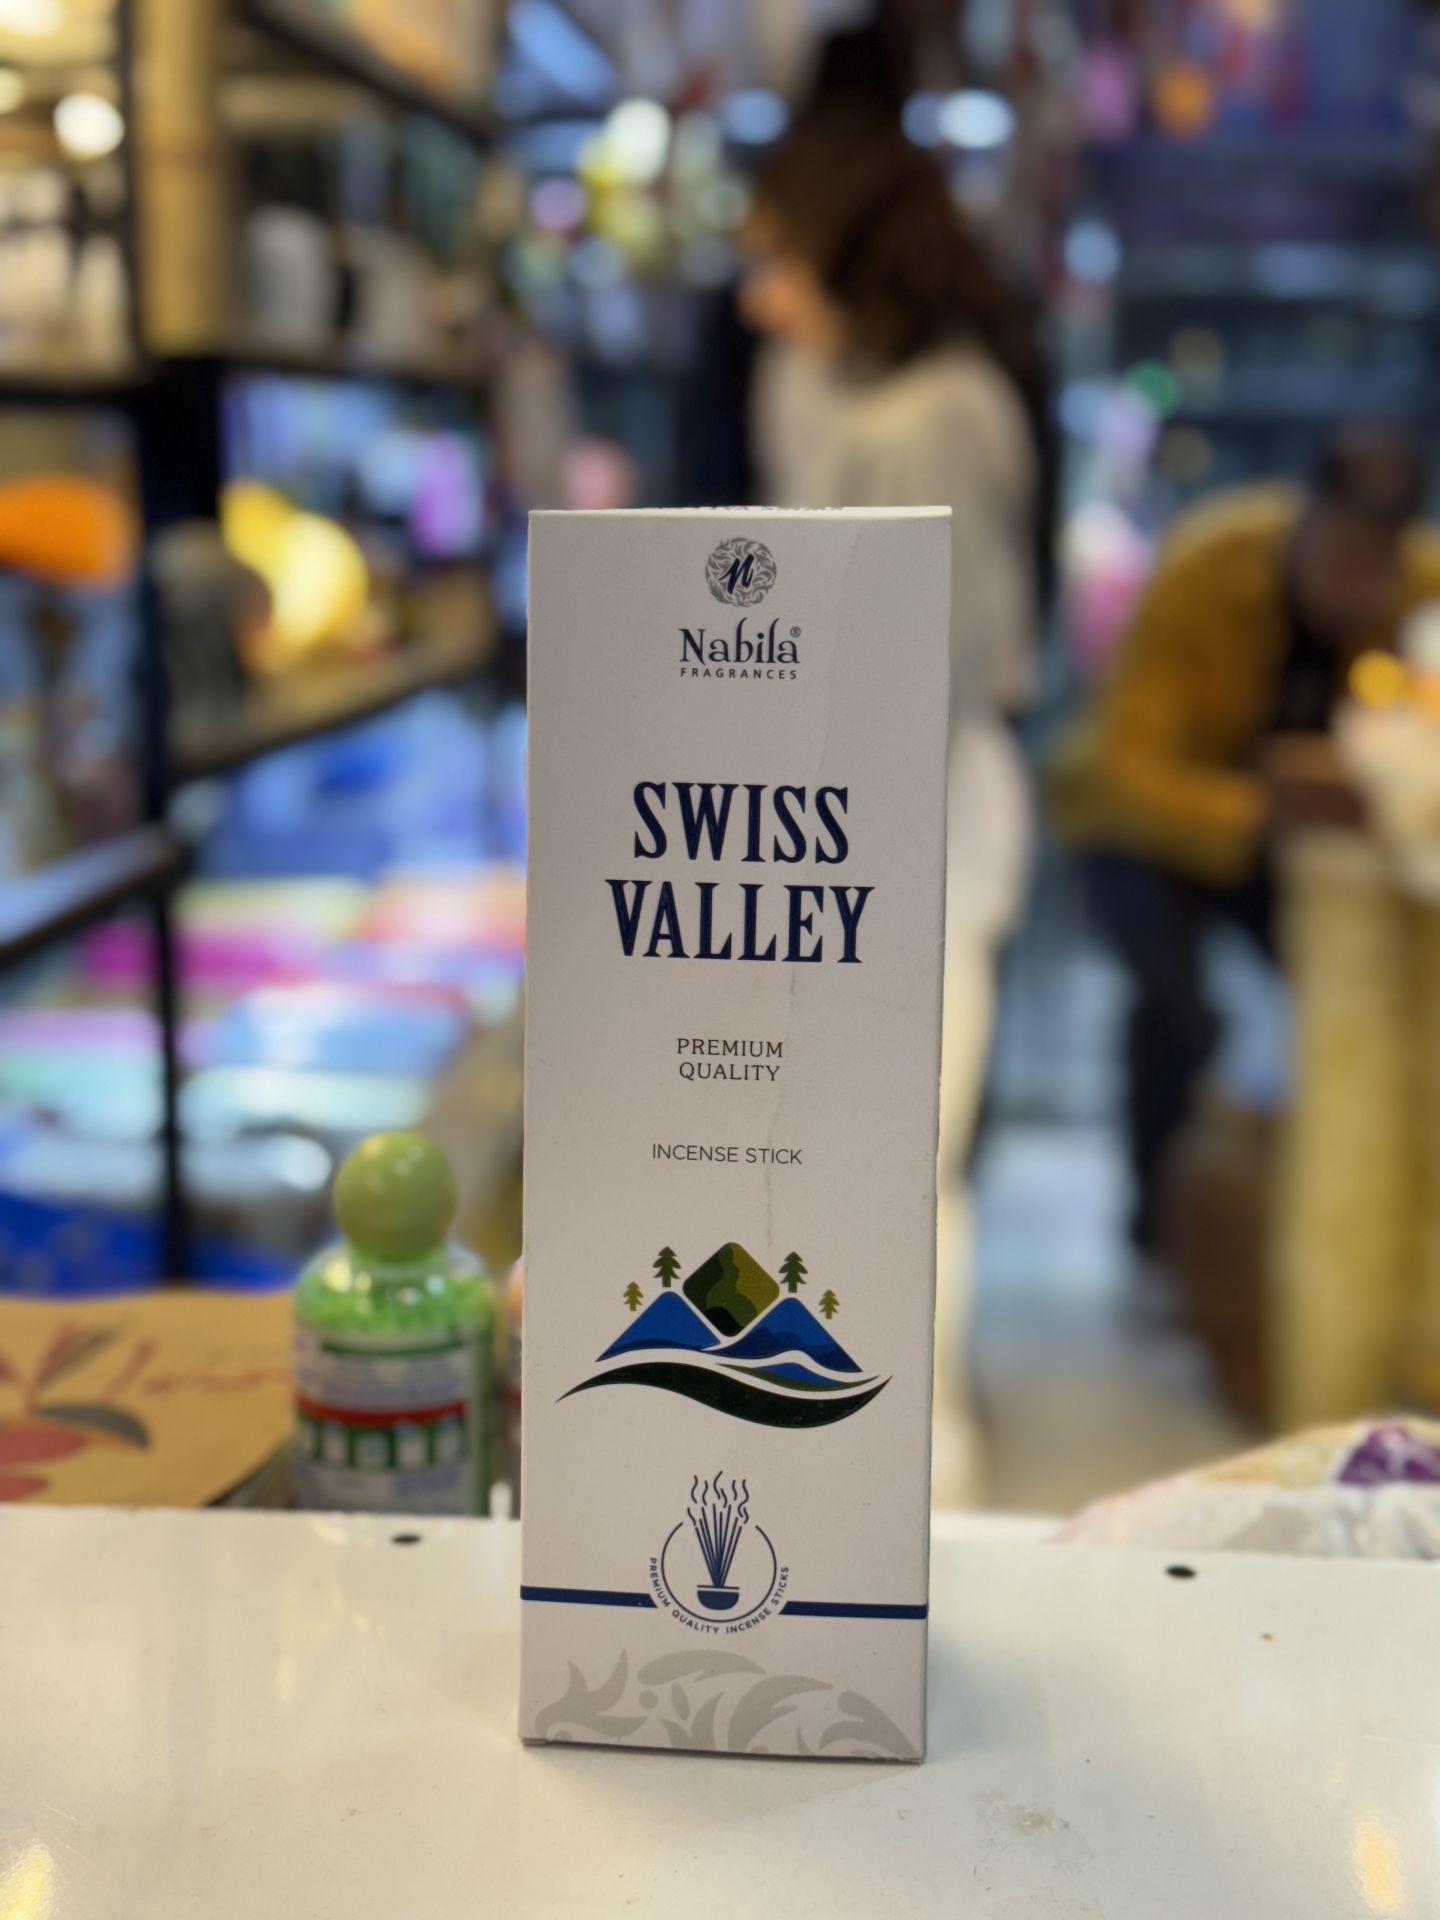 n
Nabila®
FRAGRANCES
SWISS
VALLEY
PREMIUM
QUALITY
INCENSE STICK
PREMIUM QUALITY INCENSE STICKS